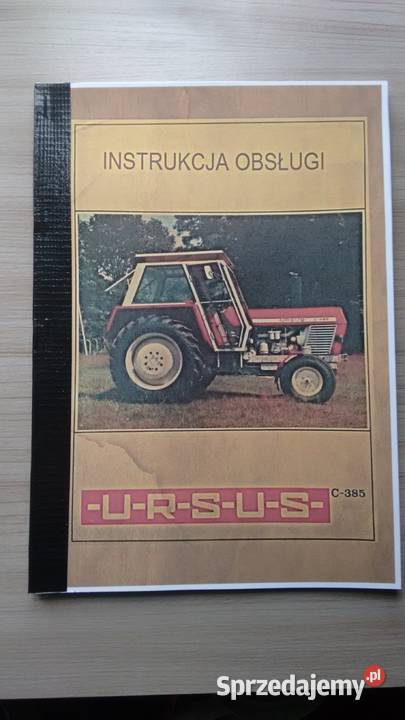 INSTRUKCJA OBSŁUGI
-U-R-S-U-S-
C-385
Sprzedajemy.pl